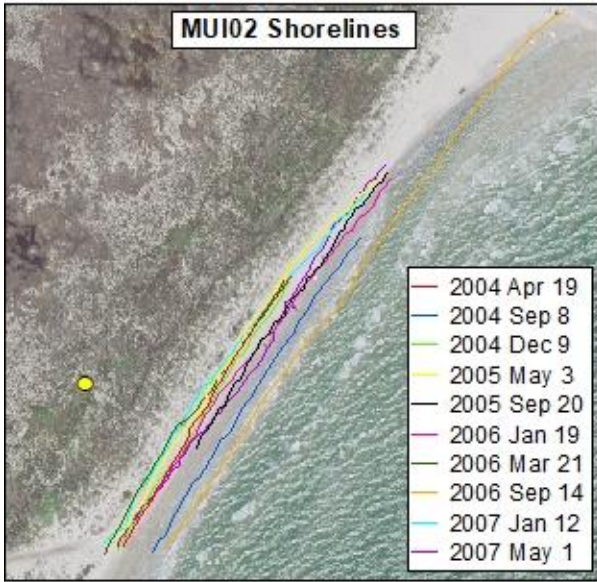 MUI02 Shorelines
2004 Apr 19
2004 Sep 8
2004 Dec 9
2005 May 3
2005 Sep 20
2006 Jan 19
2006 Mar 21
2006 Sep 14
2007 Jan 12
2007 May 1